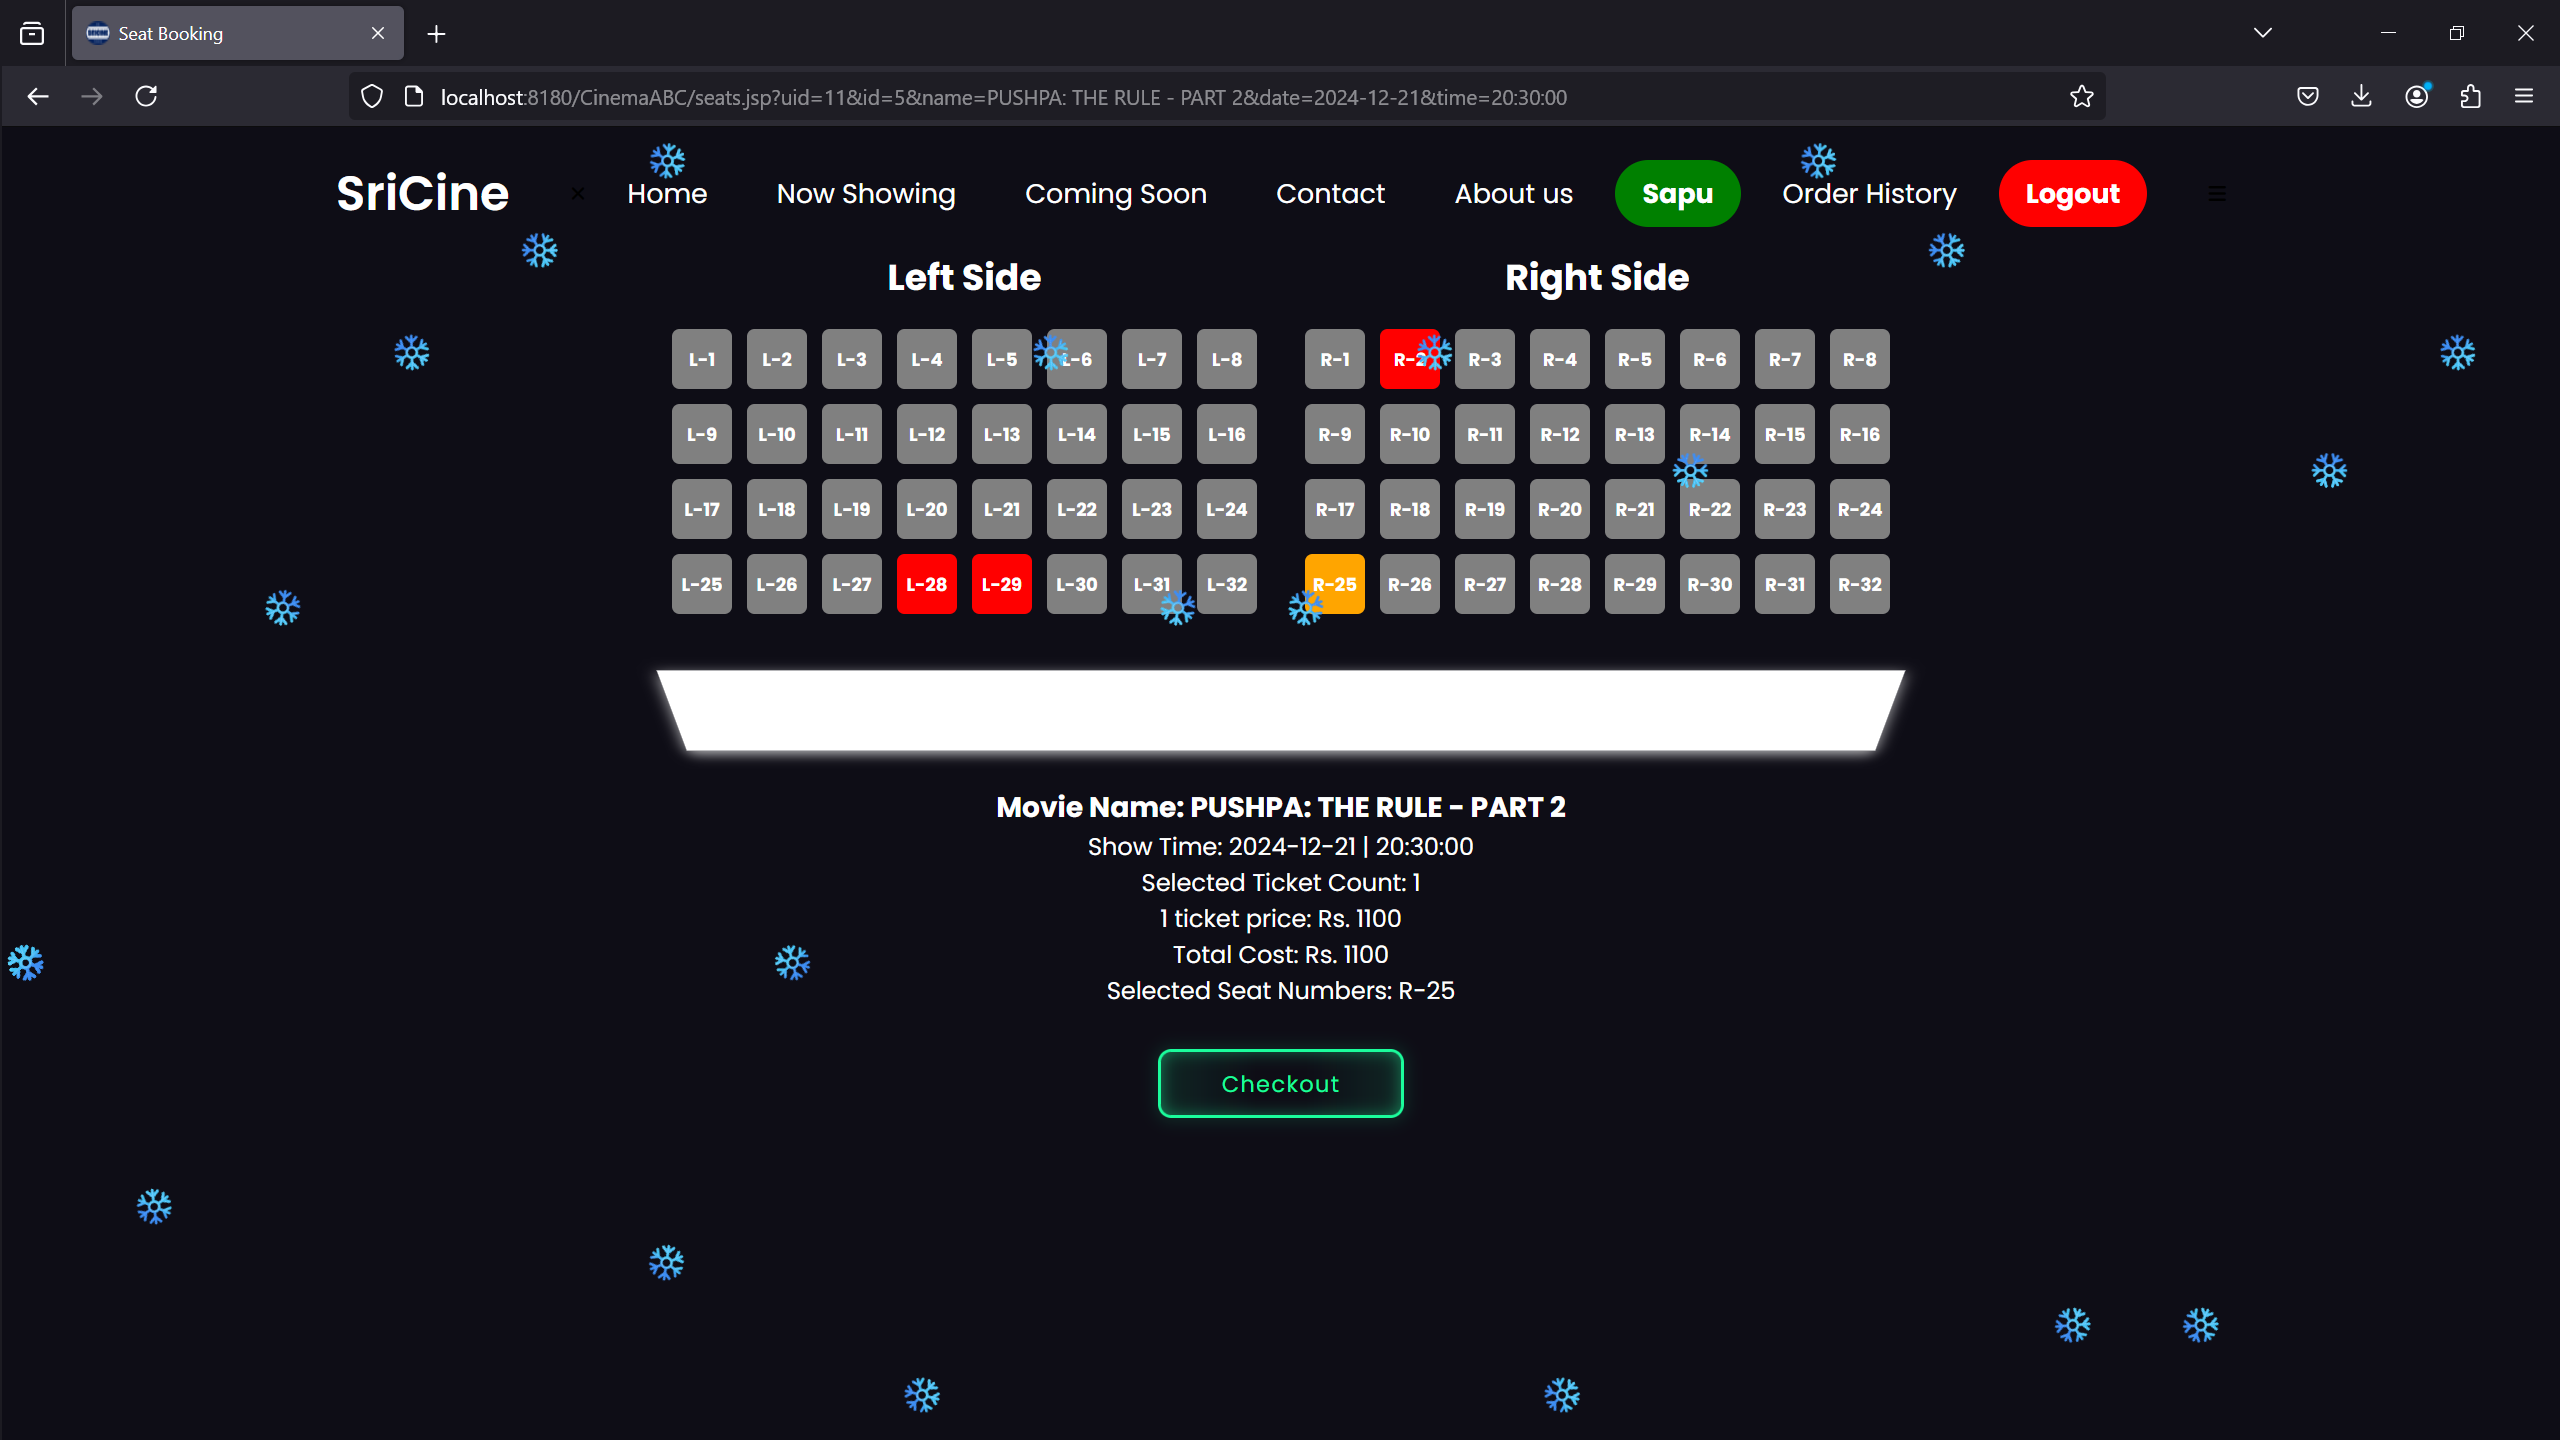 Seat Booking
localhost:8180/CinemaABC/seats.jsp?uid=11&id=5&name=PUSHPA: THE RULE - PART 2&date=2024-12-21&time=20:30:00
SriCine Home Now Showing Coming Soon Contact About us Sapu Order History Logout
Left Side Right Side
L-1 L-2 L-3 L-4 L-5 L-6 L-7 L-8 R-1 R-2 R-3 R-4 R-5 R-6 R-7 R-8
L-9 L-10 L-11 L-12 L-13 L-14 L-15 L-16 R-9 R-10 R-11 R-12 R-13 R-14 R-15 R-16
L-17 L-18 L-19 L-20 L-21 L-22 L-23 L-24 R-17 R-18 R-19 R-20 R-21 R-22 R-23 R-24
L-25 L-26 L-27 L-28 L-29 L-30 L-31 L-32 R-25 R-26 R-27 R-28 R-29 R-30 R-31 R-32
Movie Name: PUSHPA: THE RULE - PART 2
Show Time: 2024-12-21 | 20:30:00
Selected Ticket Count: 1
1 ticket price: Rs. 1100
Total Cost: Rs. 1100
Selected Seat Numbers: R-25
Checkout